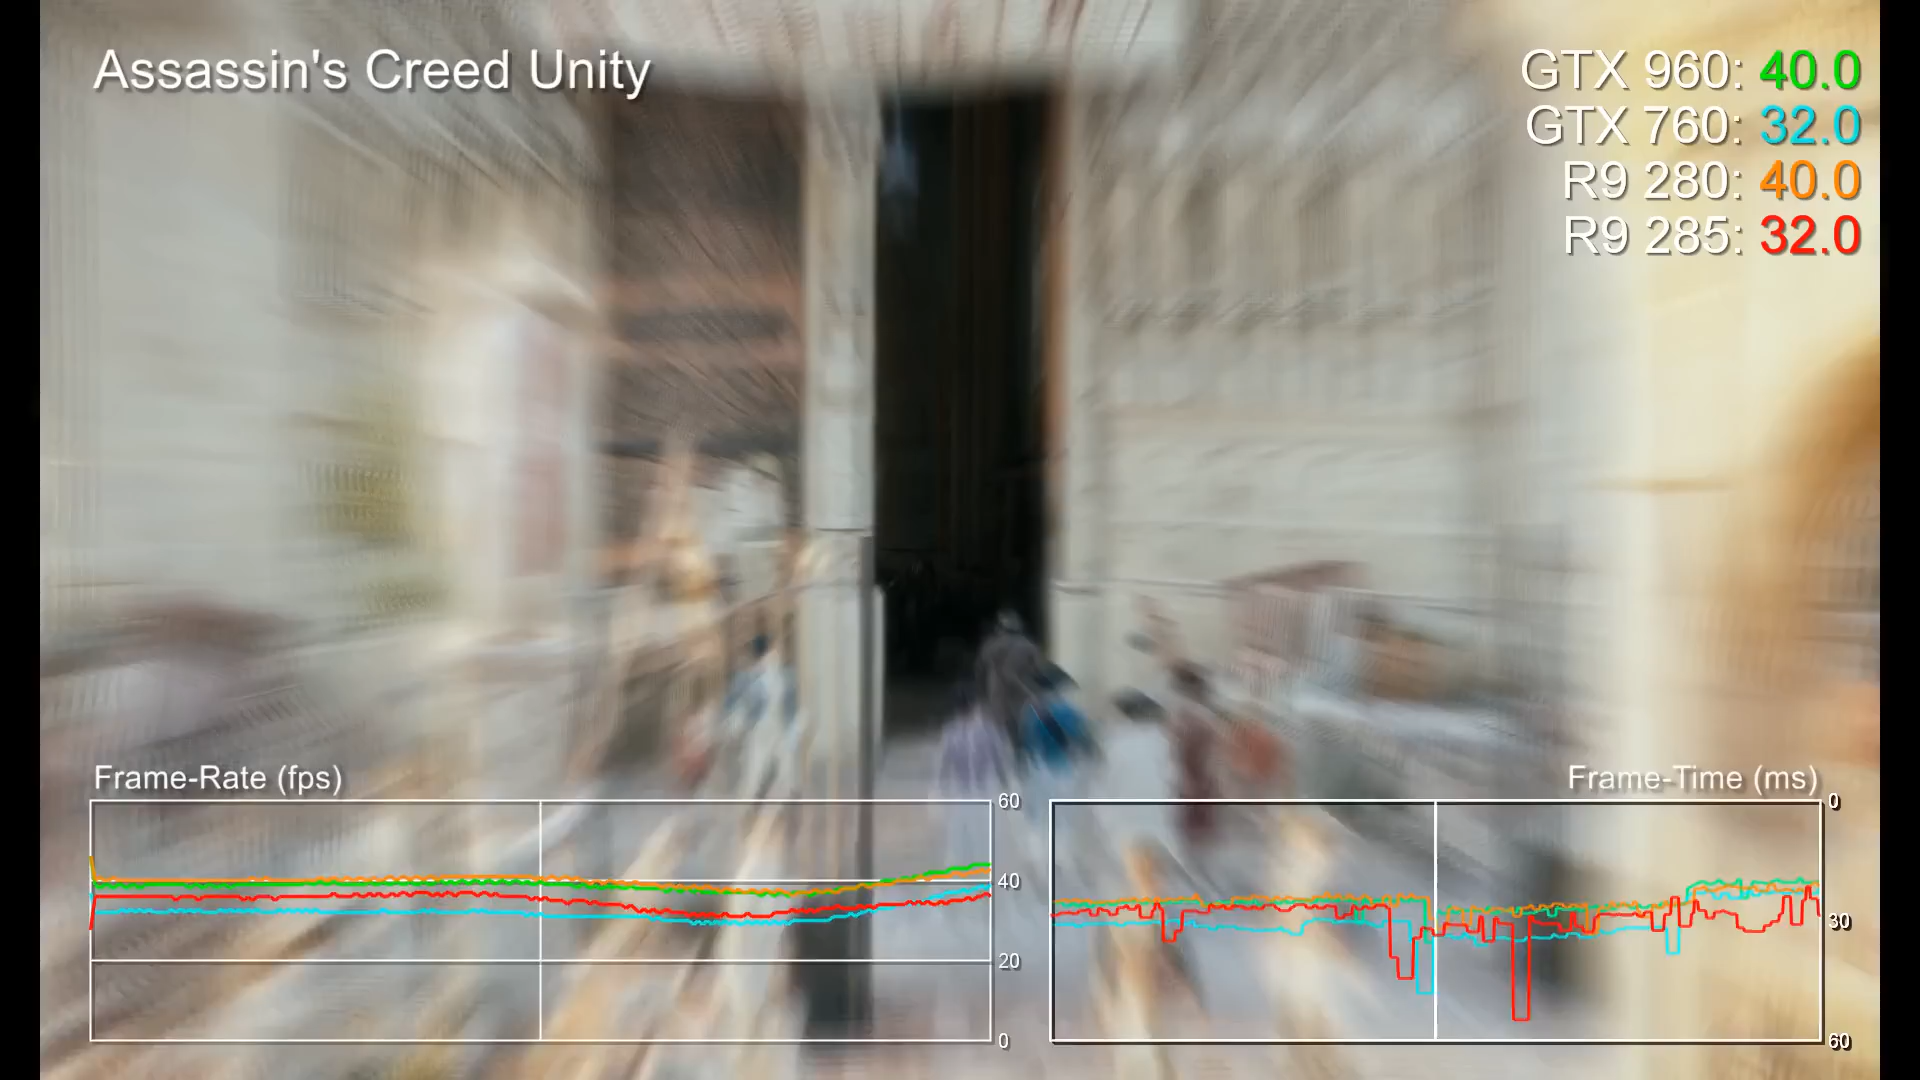 Assassin's Creed Unity
GTX 960: 40.0
GTX 760: 32.0
R9 280: 40.0
R9 285: 32.0
Frame-Rate (fps)
60
40
20
0
Frame-Time (ms)
0
30
60